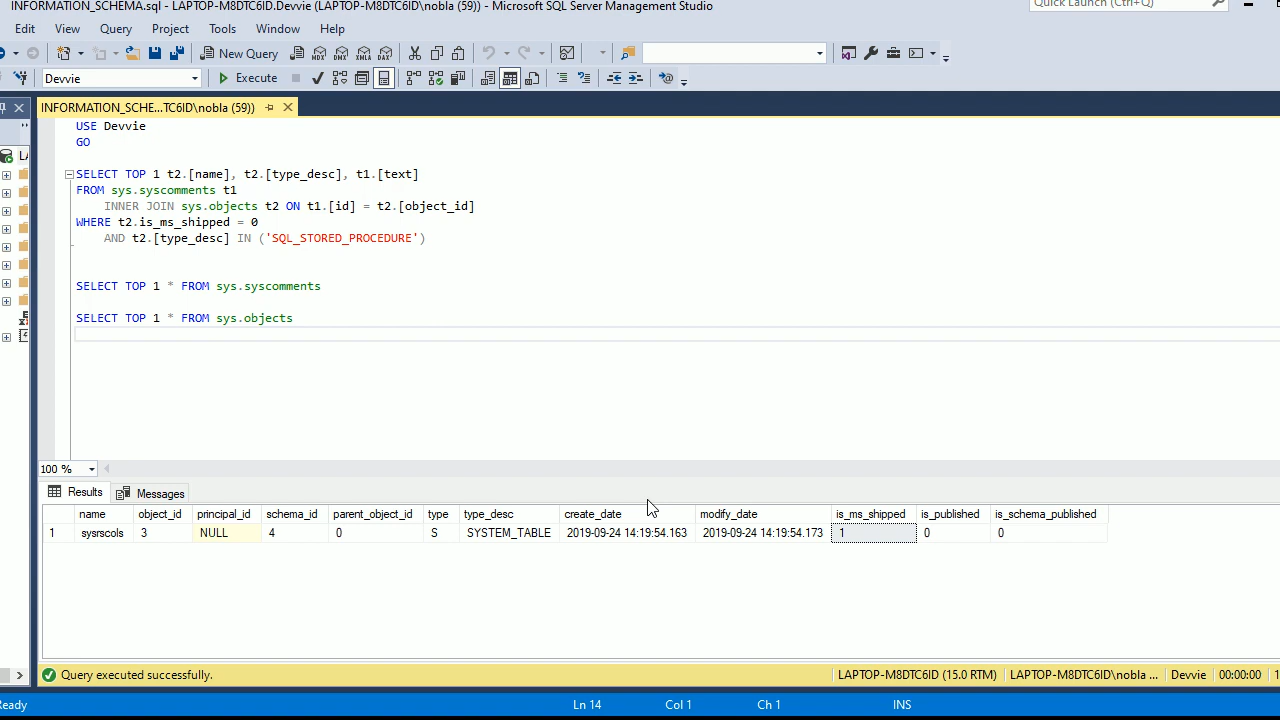 INFORMATION_SCHEMA.sql - LAPTOP-M8DTC6ID.Devvie (LAPTOP-M8DTC6ID\nobla (59)) - Microsoft SQL Server Management Studio
Quick Launch (Ctrl+Q)
Edit View Query Project Tools Window Help
New Query
MDX DMX XMLA DAX
Devvie Execute
INFORMATION_SCHE...TC6ID\nobla (59))
USE Devvie
GO
SELECT TOP 1 t2.[name], t2.[type_desc], t1.[text]
FROM sys.syscomments t1
INNER JOIN sys.objects t2 ON t1.[id] = t2.[object_id]
WHERE t2.is_ms_shipped = 0
AND t2.[type_desc] IN ('SQL_STORED_PROCEDURE')
SELECT TOP 1 * FROM sys.syscomments
SELECT TOP 1 * FROM sys.objects
100 %
Results Messages
name object_id principal_id schema_id parent_object_id type type_desc create_date modify_date is_ms_shipped is_published is_schema_published
1 sysrscols 3 NULL 4 0 S SYSTEM_TABLE 2019-09-24 14:19:54.163 2019-09-24 14:19:54.173 1 0 0
Query executed successfully. LAPTOP-M8DTC6ID (15.0 RTM) LAPTOP-M8DTC6ID\nobla ... Devvie 00:00:00 1
Ready Ln 14 Col 1 Ch 1 INS